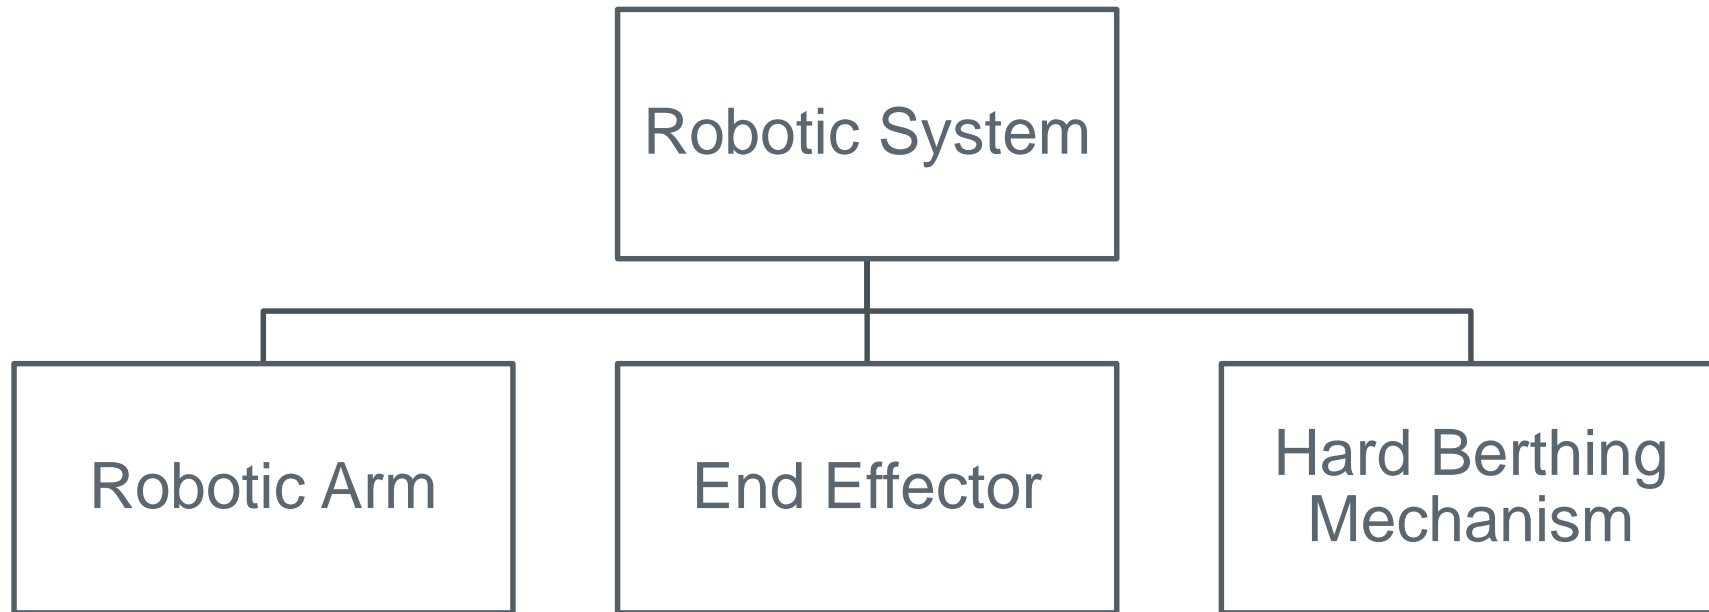 Robotic System
Robotic Arm
End Effector
Hard Berthing
Mechanism